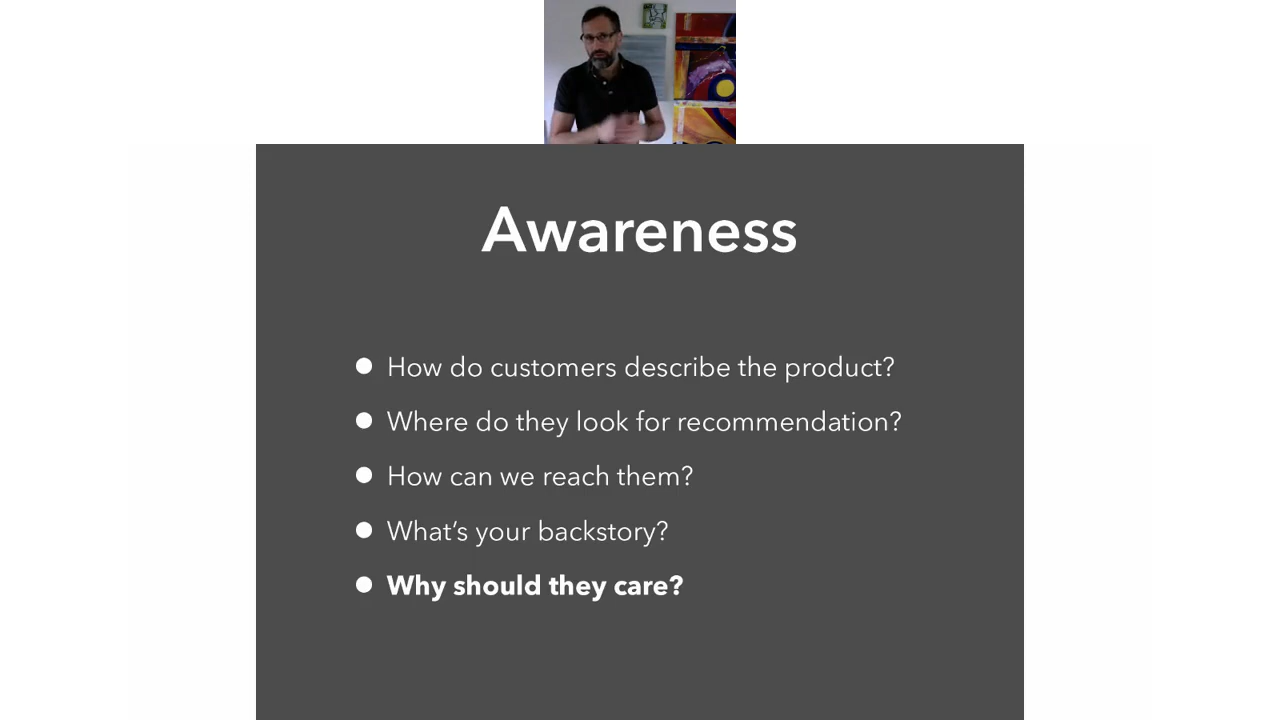 Awareness
● How do customers describe the product?
● Where do they look for recommendation?
● How can we reach them?
● What's your backstory?
● Why should they care?